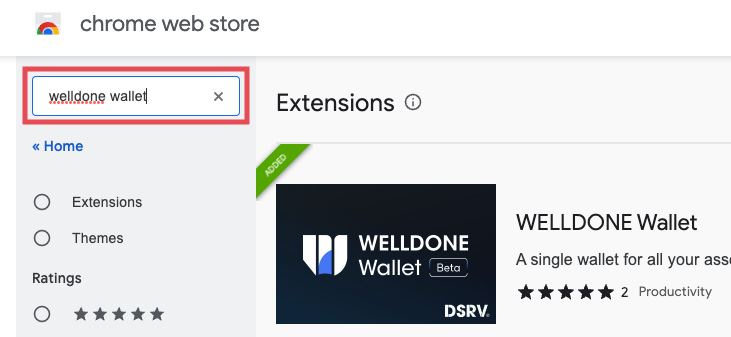 chrome web store
welldone wallet
« Home
Extensions
Themes
Ratings
Extensions
ADDED
WELLDONE
Wallet Beta
DSRV
WELLDONE Wallet
A single wallet for all your
2 Productivity